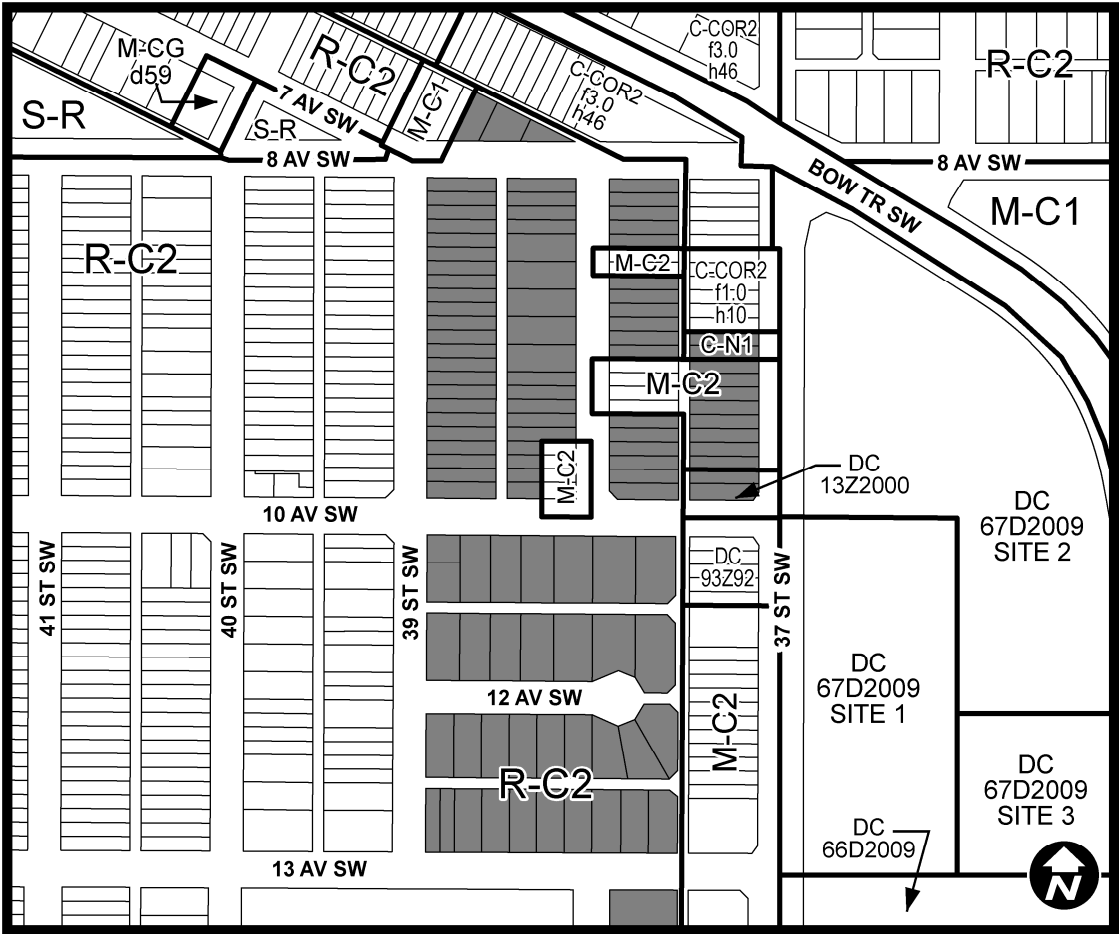 C-COR2
f3.0
h46
M-CG
d59
R-C2
R-C2
C-COR2
f3.0
h46
S-R
7 AV SW
M-C1
S-R
8 AV SW
8 AV SW
BOW TR SW
M-C1
R-C2
M-C2
C-COR2
f1.0
h10
C-N1
M-C2
M-C2
DC
13Z2000
10 AV SW
DC
67D2009
SITE 2
41 ST SW
40 ST SW
39 ST SW
DC
93Z92
37 ST SW
DC
67D2009
SITE 1
12 AV SW
M-C2
R-C2
DC
67D2009
SITE 3
DC
66D2009
13 AV SW
N